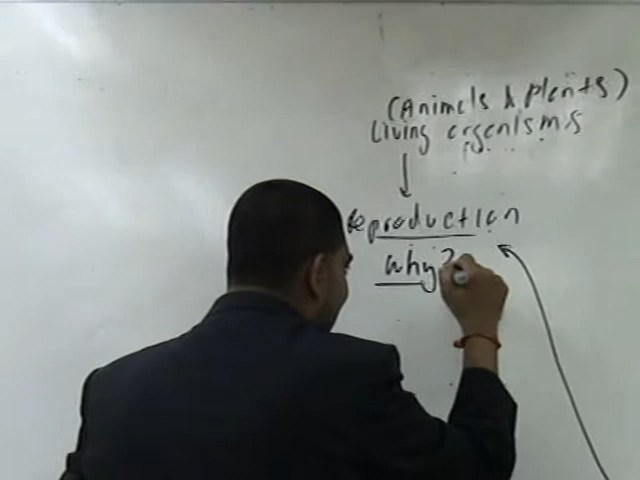 (Animals & plants)
Living organisms
Reproduction
why?